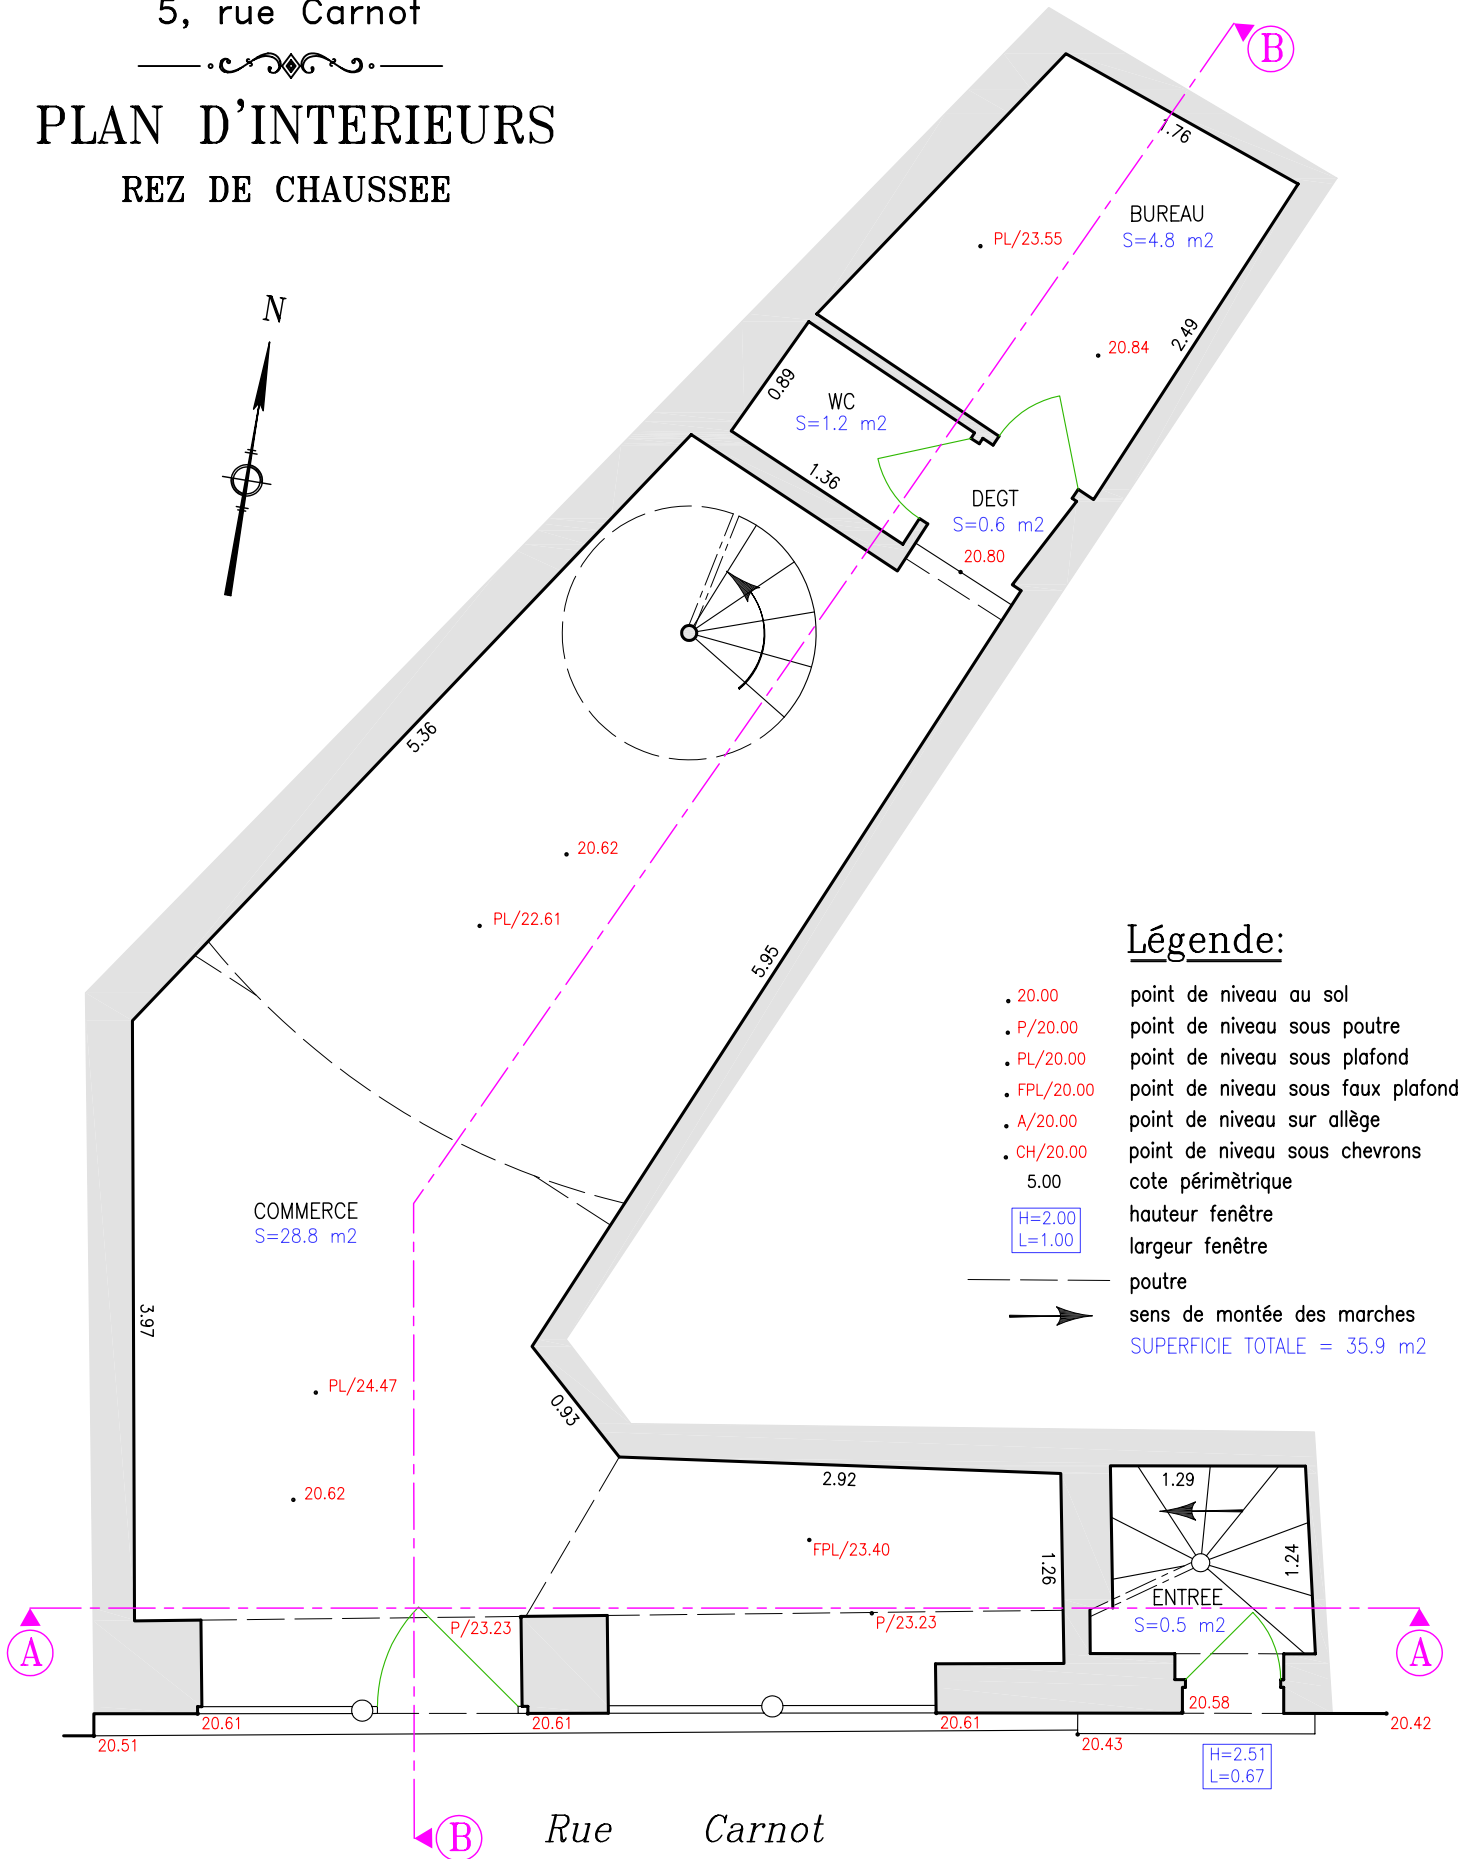 5, rue Carnot
PLAN D'INTERIEURS
REZ DE CHAUSSEE
N
B
1.76
BUREAU
S=4.8 m2
PL/23.55
2.49
20.84
0.89
WC
S=1.2 m2
1.36
DEGT
S=0.6 m2
20.80
5.36
20.62
PL/22.61
5.95
COMMERCE
S=28.8 m2
3.97
PL/24.47
0.93
20.62
2.92
FPL/23.40
1.26
1.29
1.24
ENTREE
S=0.5 m2
P/23.23
P/23.23
A
A
20.61
20.61
20.61
20.58
20.51
20.43
20.42
H=2.51
L=0.67
B
Rue Carnot
Légende:
20.00 point de niveau au sol
P/20.00 point de niveau sous poutre
PL/20.00 point de niveau sous plafond
FPL/20.00 point de niveau sous faux plafond
A/20.00 point de niveau sur allège
CH/20.00 point de niveau sous chevrons
5.00 cote périmètrique
H=2.00 hauteur fenêtre
L=1.00 largeur fenêtre
poutre
sens de montée des marches
SUPERFICIE TOTALE = 35.9 m2